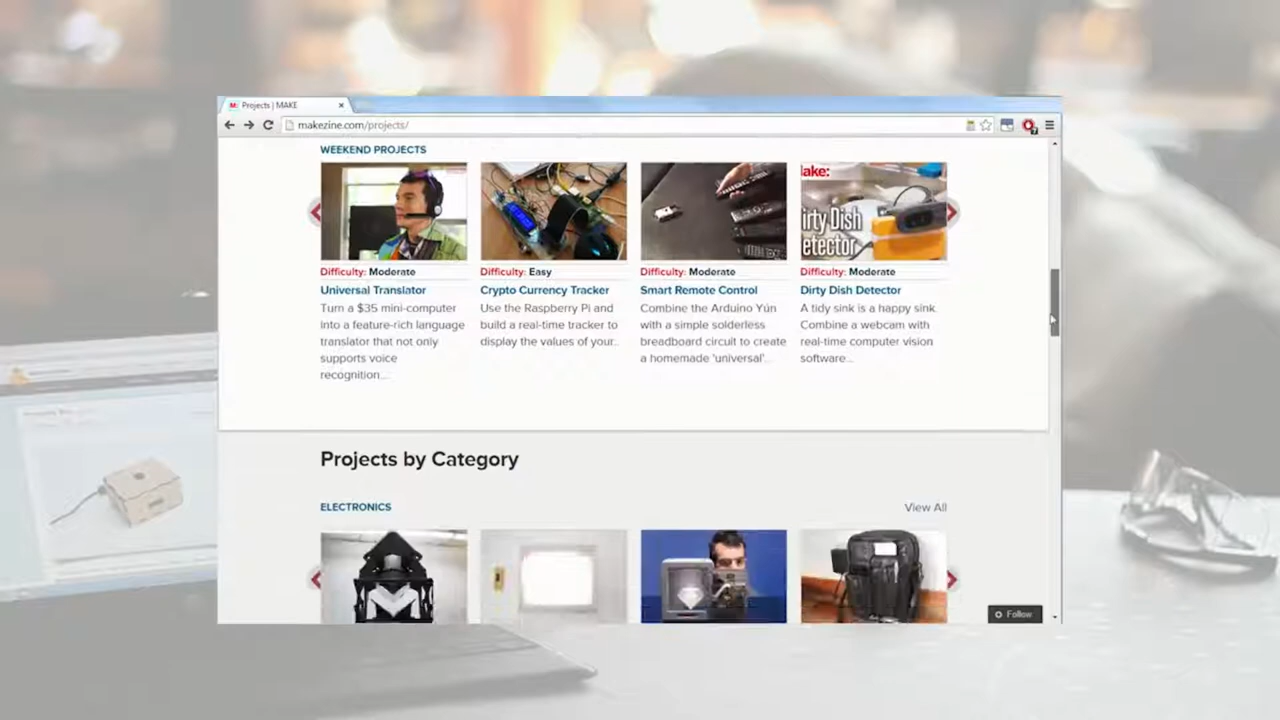 Projects | MAKE
makezine.com/projects/
WEEKEND PROJECTS
ake:
irty Dish
etector
Difficulty: Moderate
Universal Translator
Turn a $35 mini-computer
into a feature-rich language
translator that not only
supports voice
recognition...
Difficulty: Easy
Crypto Currency Tracker
Use the Raspberry Pi and
build a real-time tracker to
display the values of your...
Difficulty: Moderate
Smart Remote Control
Combine the Arduino Yún
with a simple solderless
breadboard circuit to create
a homemade 'universal'...
Difficulty: Moderate
Dirty Dish Detector
A tidy sink is a happy sink.
Combine a webcam with
real-time computer vision
software...
Projects by Category
ELECTRONICS
View All
Follow